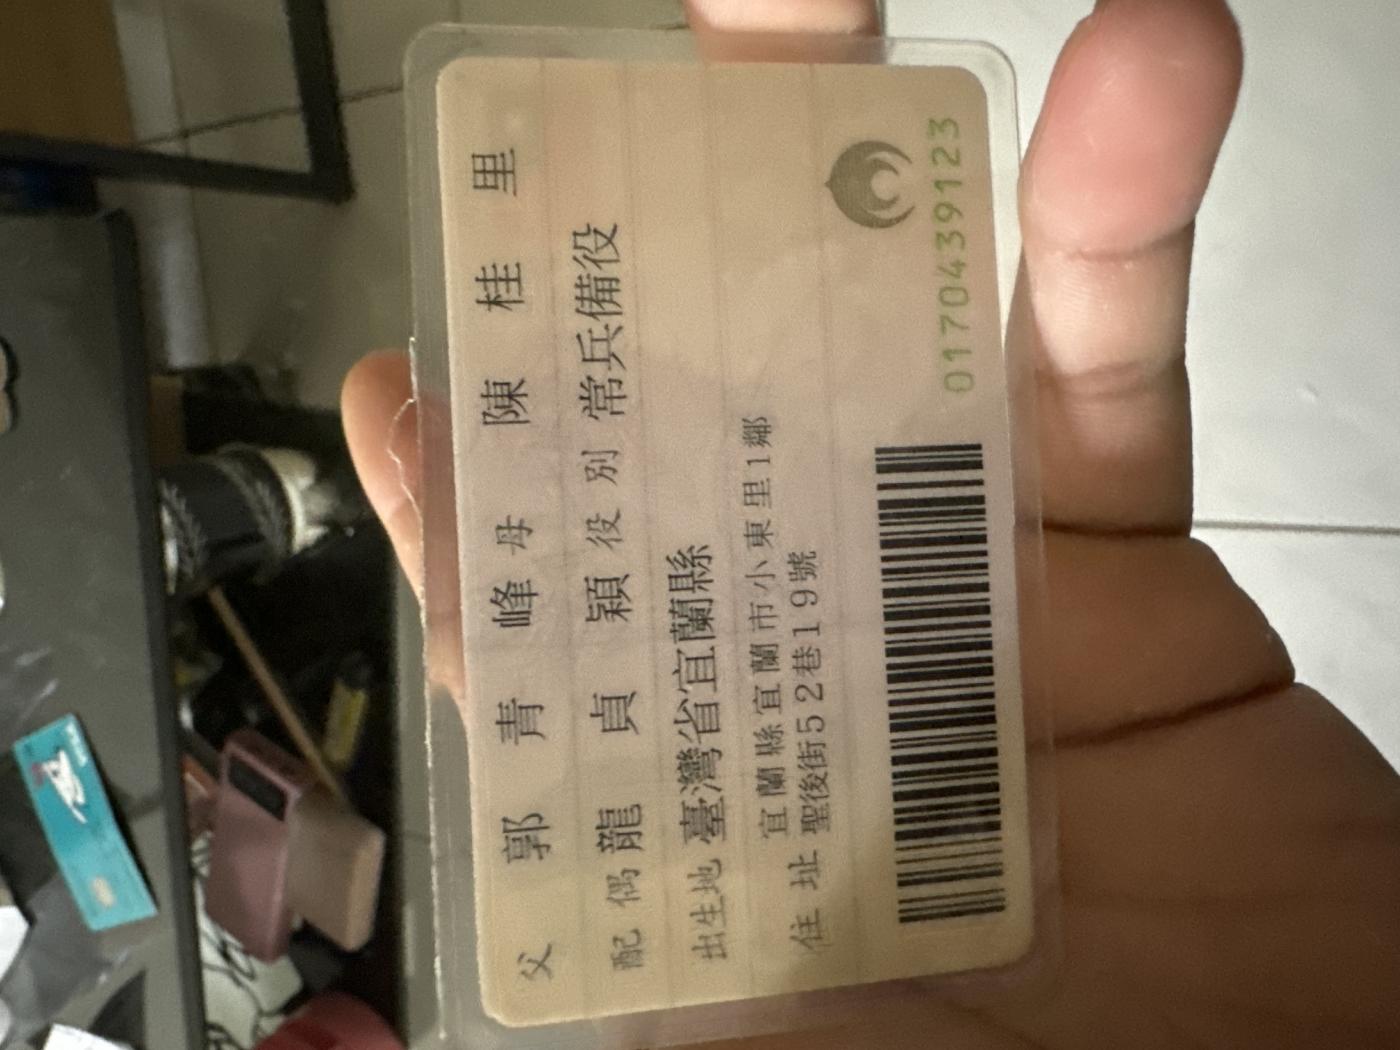 父 郭青峰 母 陳桂里
配偶 龍貞穎 役別 常兵備役
出生地 臺灣省宜蘭縣
住址 宜蘭縣宜蘭市小東里1鄰
聖後街52巷19號
0170439123